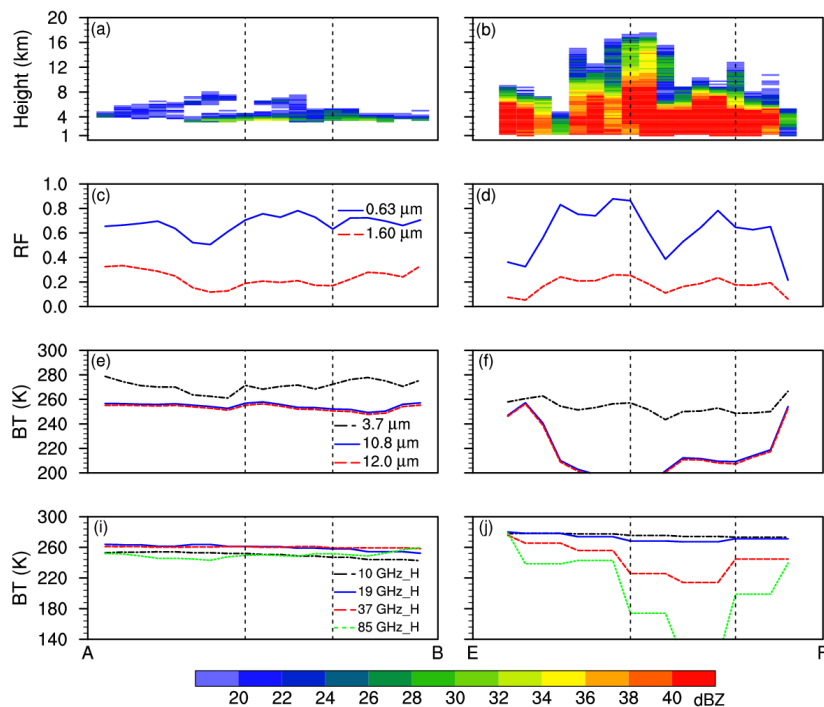 (a)
(b)
Height (km)
20
16
12
8
4
1
(c)
(d)
RF
1.0
0.8
0.6
0.4
0.2
0.0
0.63 μm
1.60 μm
(e)
(f)
BT (K)
300
280
260
240
220
200
3.7 μm
10.8 μm
12.0 μm
(i)
(j)
BT (K)
300
260
220
180
140
10 GHz_H
19 GHz_H
37 GHz_H
85 GHz_H
A B E F
20 22 24 26 28 30 32 34 36 38 40 dBZ